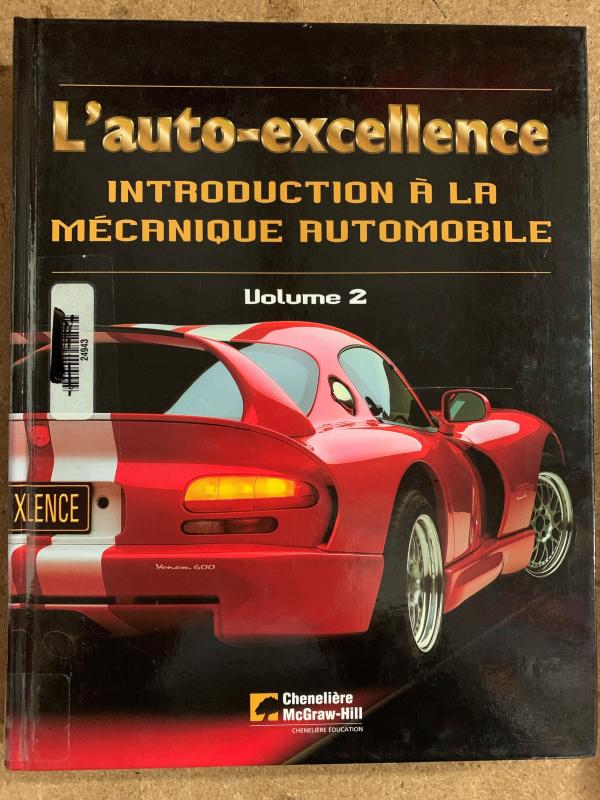 L'auto-excellence
INTRODUCTION À LA
MÉCANIQUE AUTOMOBILE
Volume 2
24943
XLENCE
Venom 600
Chenelière
McGraw-Hill
CHENELIÈRE ÉDUCATION